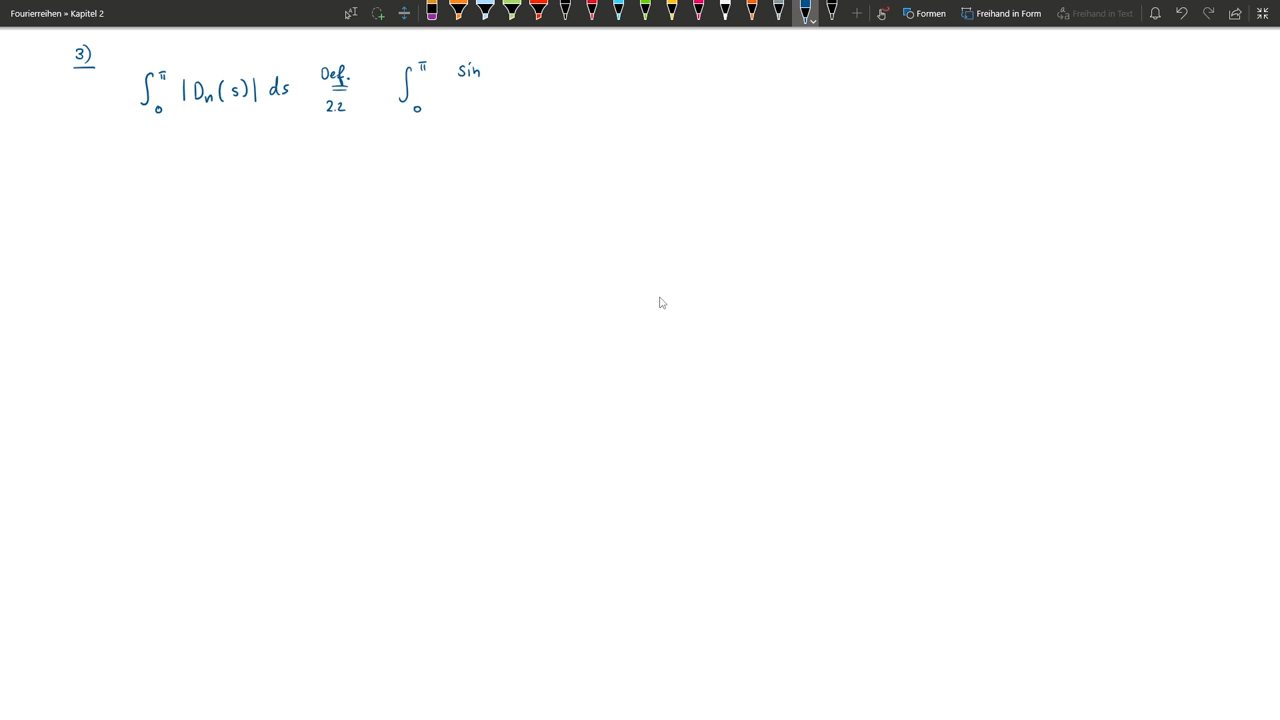 Fourierreihen » Kapitel 2
Formen
Freihand in Form
Freihand in Text
3)
∫₀^π |Dₙ(s)| ds Def. = 2.2 ∫₀^π sin